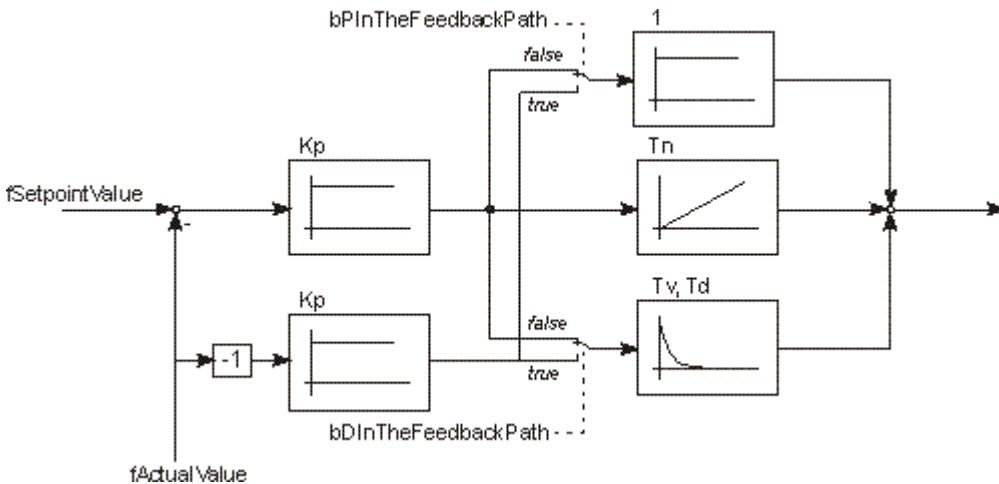 bPInTheFeedbackPath
1
false
true
Kp
Tn
fSetpointValue
-
Kp
Tv, Td
false
-1
true
bDInTheFeedbackPath
fActualValue